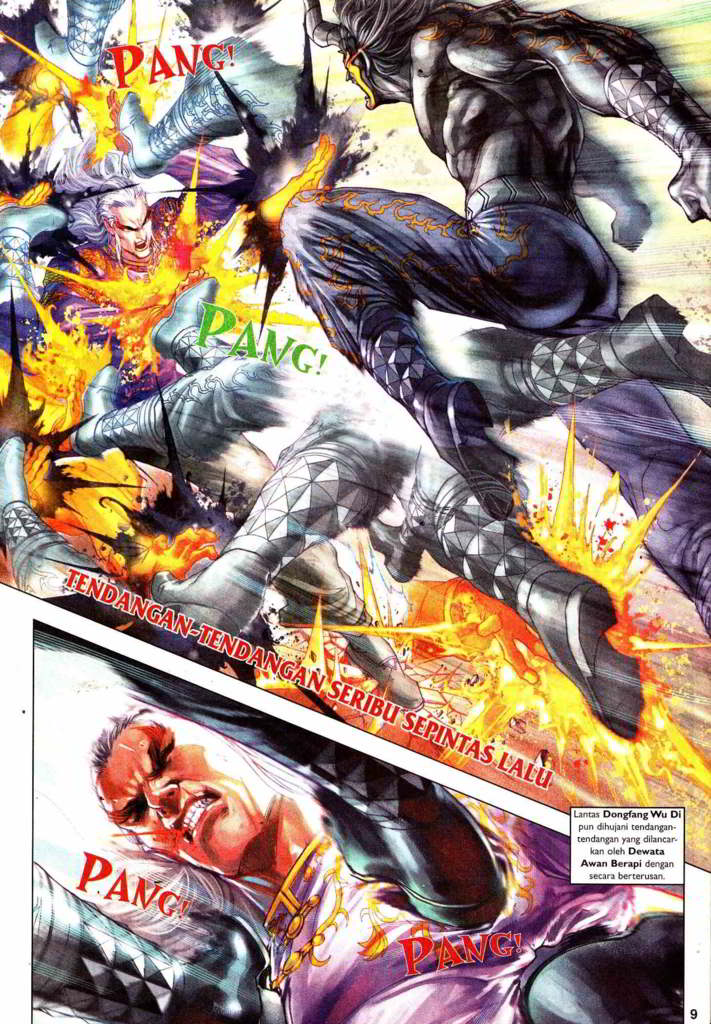 PANG!
PANG!
TENDANGAN-TENDANGAN SERIBU SEPINTAS LALU
Lantas Dongfang Wu Di
pun dihujani tendangan-
tendangan yang dilancar-
kan oleh Dewata
Awan Berapi dengan
secara berterusan.
PANG!
PANG!
9